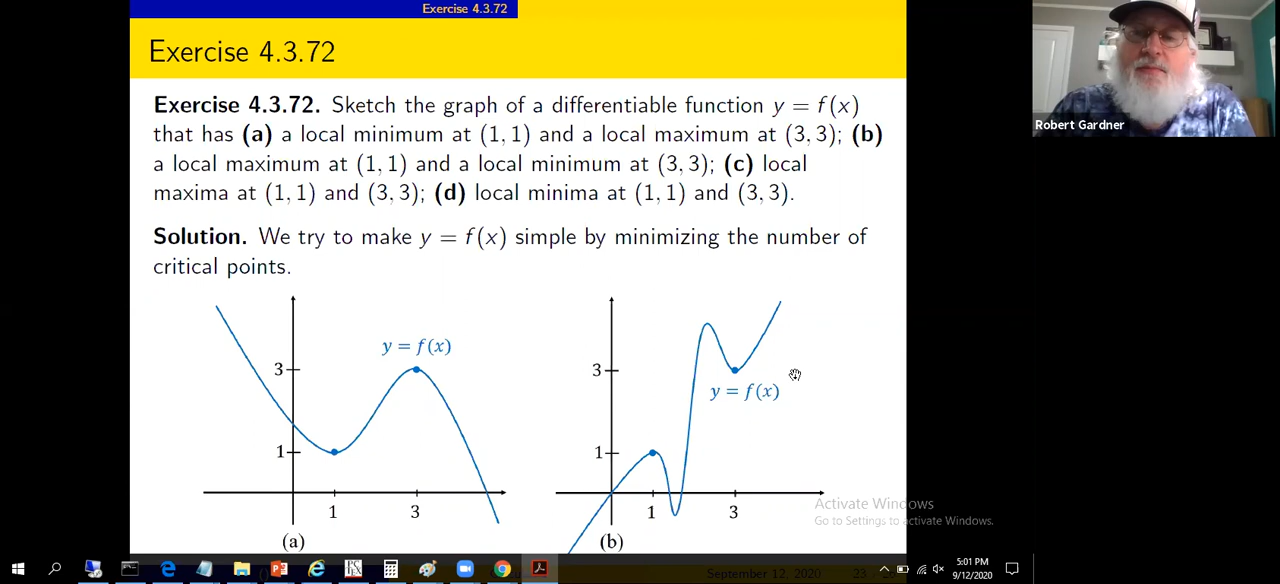 Exercise 4.3.72
Exercise 4.3.72
Exercise 4.3.72. Sketch the graph of a differentiable function y = f(x)
that has (a) a local minimum at (1, 1) and a local maximum at (3, 3); (b)
a local maximum at (1, 1) and a local minimum at (3, 3); (c) local
maxima at (1, 1) and (3, 3); (d) local minima at (1, 1) and (3, 3).
Solution. We try to make y = f(x) simple by minimizing the number of
critical points.
y = f(x)
3
1
1 3
(a)
3
y = f(x)
1
1 3
(b)
Robert Gardner
Activate Windows
Go to Settings to activate Windows.
September 12, 2020
5:01 PM
9/12/2020